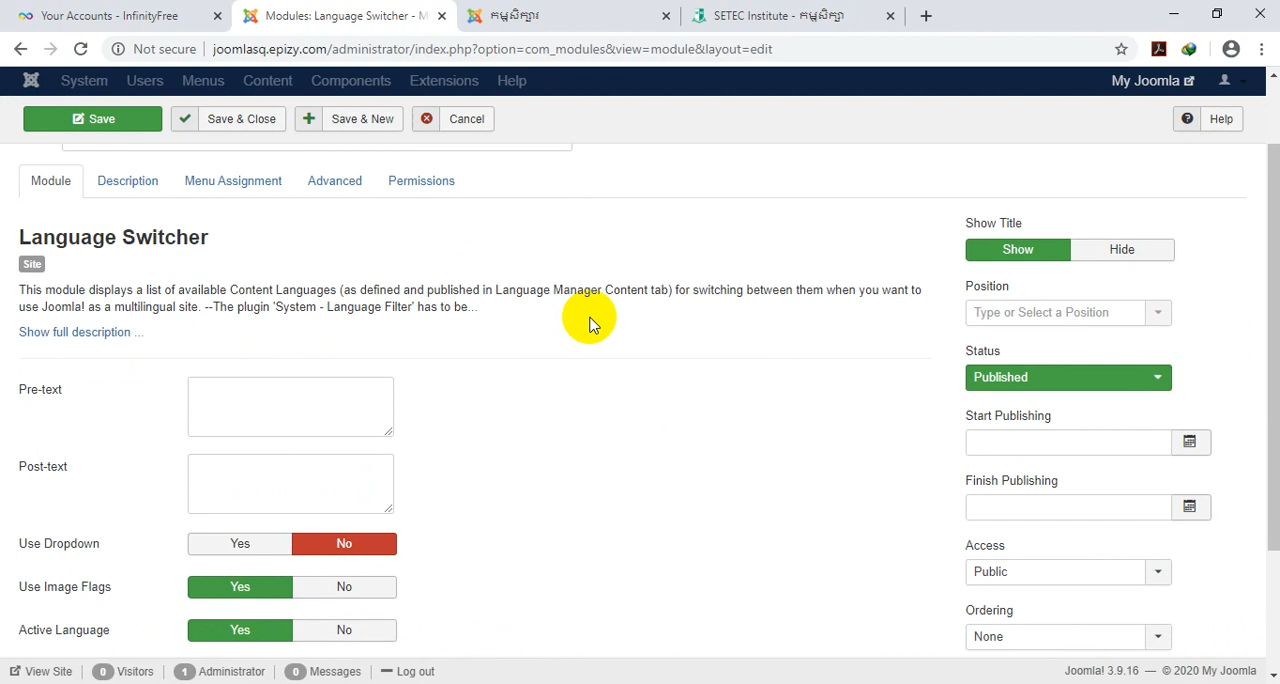 Your Accounts - InfinityFree
Modules: Language Switcher - M
កម្មសិក្សា
SETEC Institute - កម្មសិក្សា
Not secure
joomlasq.epizy.com/administrator/index.php?option=com_modules&view=module&layout=edit
System Users Menus Content Components Extensions Help
My Joomla
Save
Save & Close
Save & New
Cancel
Help
Module
Description
Menu Assignment
Advanced
Permissions
Language Switcher
Site
This module displays a list of available Content Languages (as defined and published in Language Manager Content tab) for switching between them when you want to
use Joomla! as a multilingual site. --The plugin 'System - Language Filter' has to be...
Show full description ...
Pre-text
Post-text
Use Dropdown
Yes No
Use Image Flags
Yes No
Active Language
Yes No
Show Title
Show Hide
Position
Type or Select a Position
Status
Published
Start Publishing
Finish Publishing
Access
Public
Ordering
None
View Site
0 Visitors
1 Administrator
0 Messages
Log out
Joomla! 3.9.16 — © 2020 My Joomla